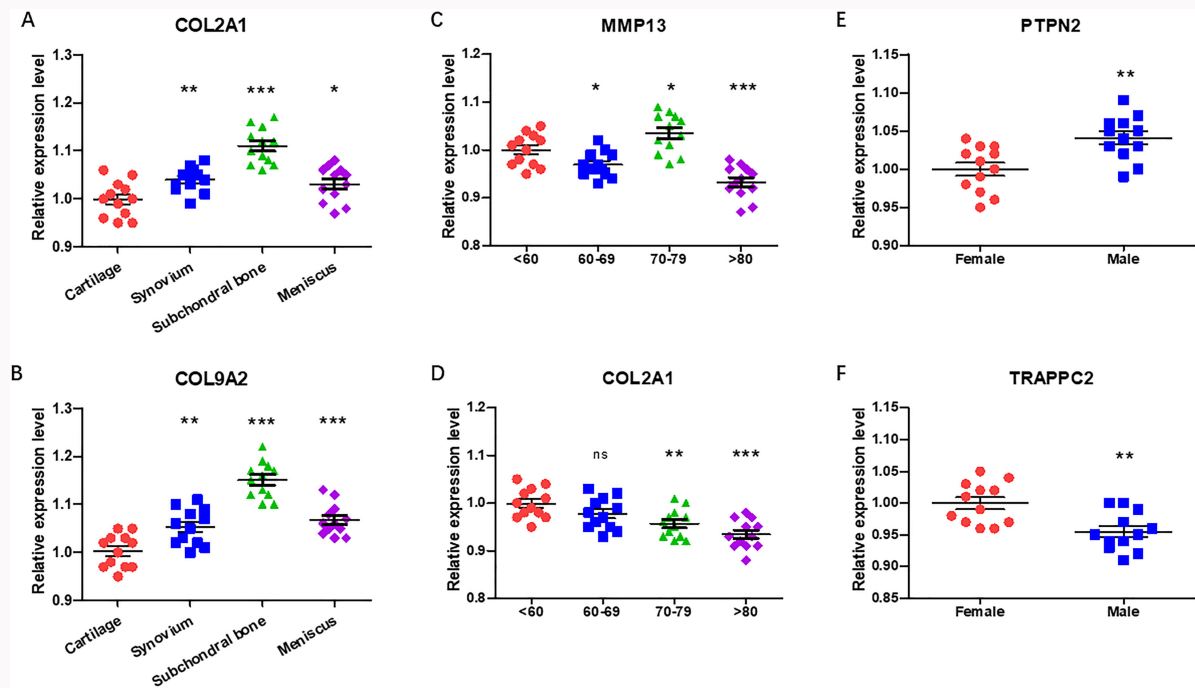 A
COL2A1
Relative expression level
1.3
1.2
1.1
1.0
0.9
** *** *
Cartilage
Synovium
Subchondral bone
Meniscus
B
COL9A2
Relative expression level
1.3
1.2
1.1
1.0
0.9
** *** ***
Cartilage
Synovium
Subchondral bone
Meniscus
C
MMP13
Relative expression level
1.2
1.1
1.0
0.9
0.8
* * ***
<60 60-69 70-79 >80
D
COL2A1
Relative expression level
1.2
1.1
1.0
0.9
0.8
ns ** ***
<60 60-69 70-79 >80
E
PTPN2
Relative expression level
1.15
1.10
1.05
1.00
0.95
0.90
**
Female Male
F
TRAPPC2
Relative expression level
1.15
1.10
1.05
1.00
0.95
0.90
0.85
**
Female Male